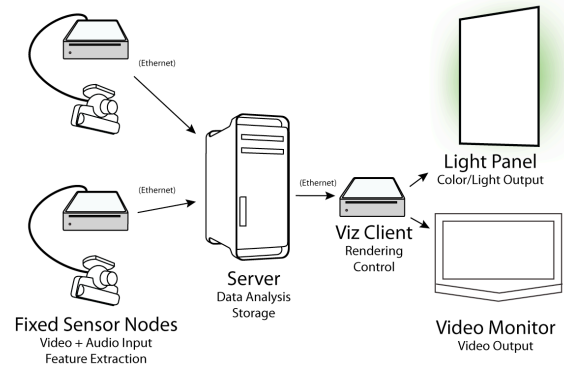 (Ethernet)
(Ethernet)
Fixed Sensor Nodes
Video + Audio Input
Feature Extraction
Server
Data Analysis
Storage
(Ethernet)
Viz Client
Rendering
Control
Light Panel
Color/Light Output
Video Monitor
Video Output